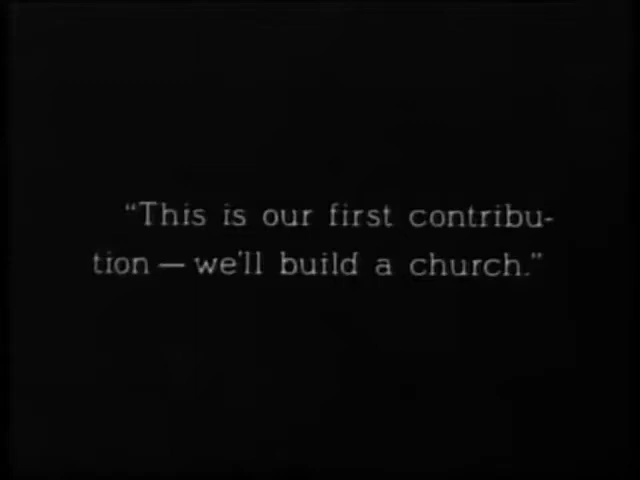 “This is our first contribu-
tion — we'll build a church.”